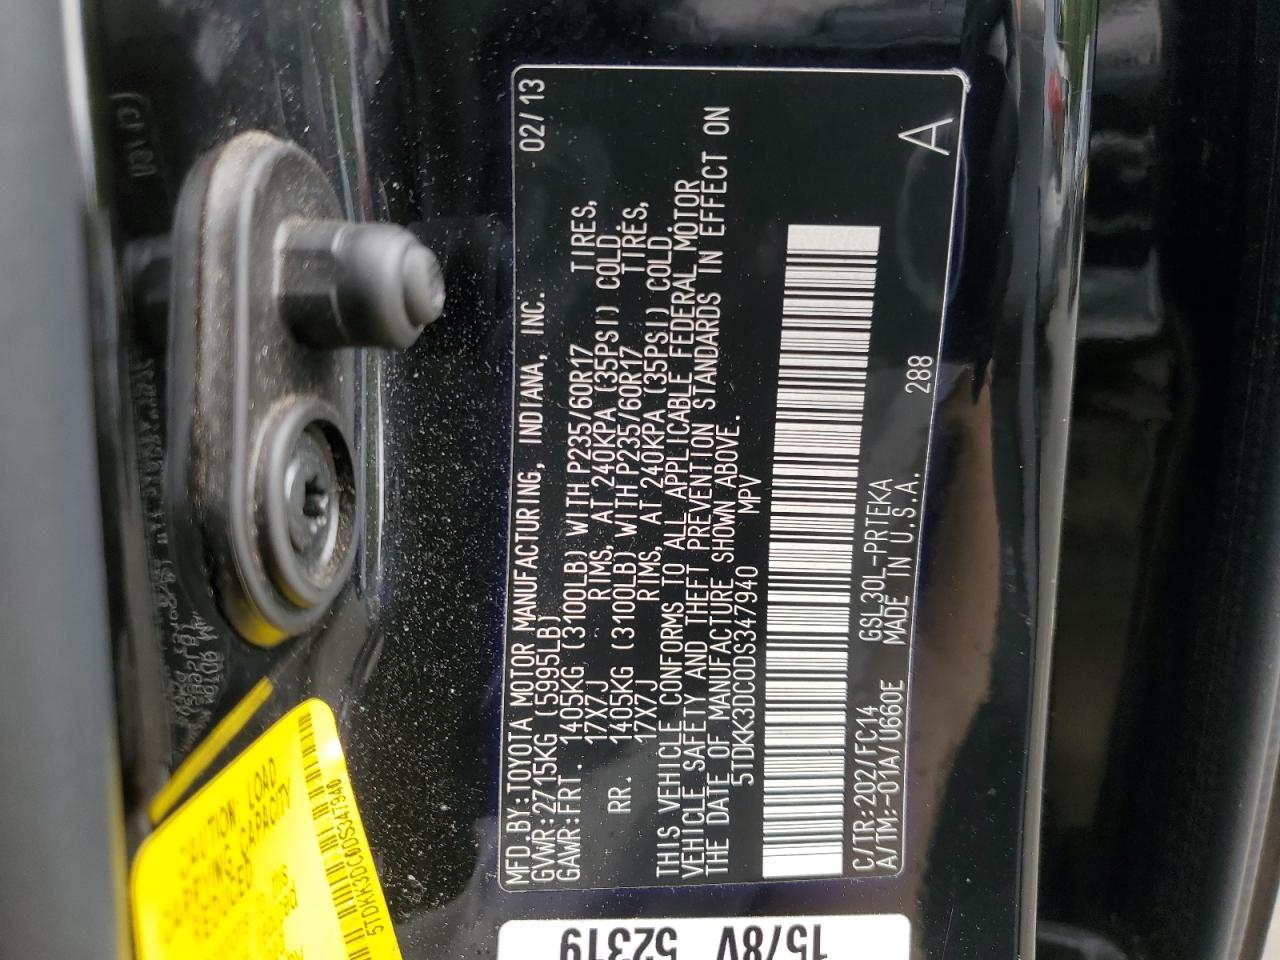 MFD.BY:TOYOTA MOTOR MANUFACTURING, INDIANA, INC. 02/13
GVWR:2715KG (5995LB)
GAWR:FRT. 1405KG (3100LB) WITH P235/60R17 TIRES,
17X7J RIMS, AT 240KPA (35PSI) COLD.
RR. 1405KG (3100LB) WITH P235/60R17 TIRES,
17X7J RIMS, AT 240KPA (35PSI) COLD.
THIS VEHICLE CONFORMS TO ALL APPLICABLE FEDERAL MOTOR
VEHICLE SAFETY AND THEFT PREVENTION STANDARDS IN EFFECT ON
THE DATE OF MANUFACTURE SHOWN ABOVE.
5TDKK3DC0DS347940 MPV
C/TR:202/FC14 GSL30L-PRTEKA 288
A/TM:-01A/U660E MADE IN U.S.A.
A
CAUTION: LOAD
CARRYING CAPACITY
REDUCED
5TDKK3DC0DS347940
52319
15/8V